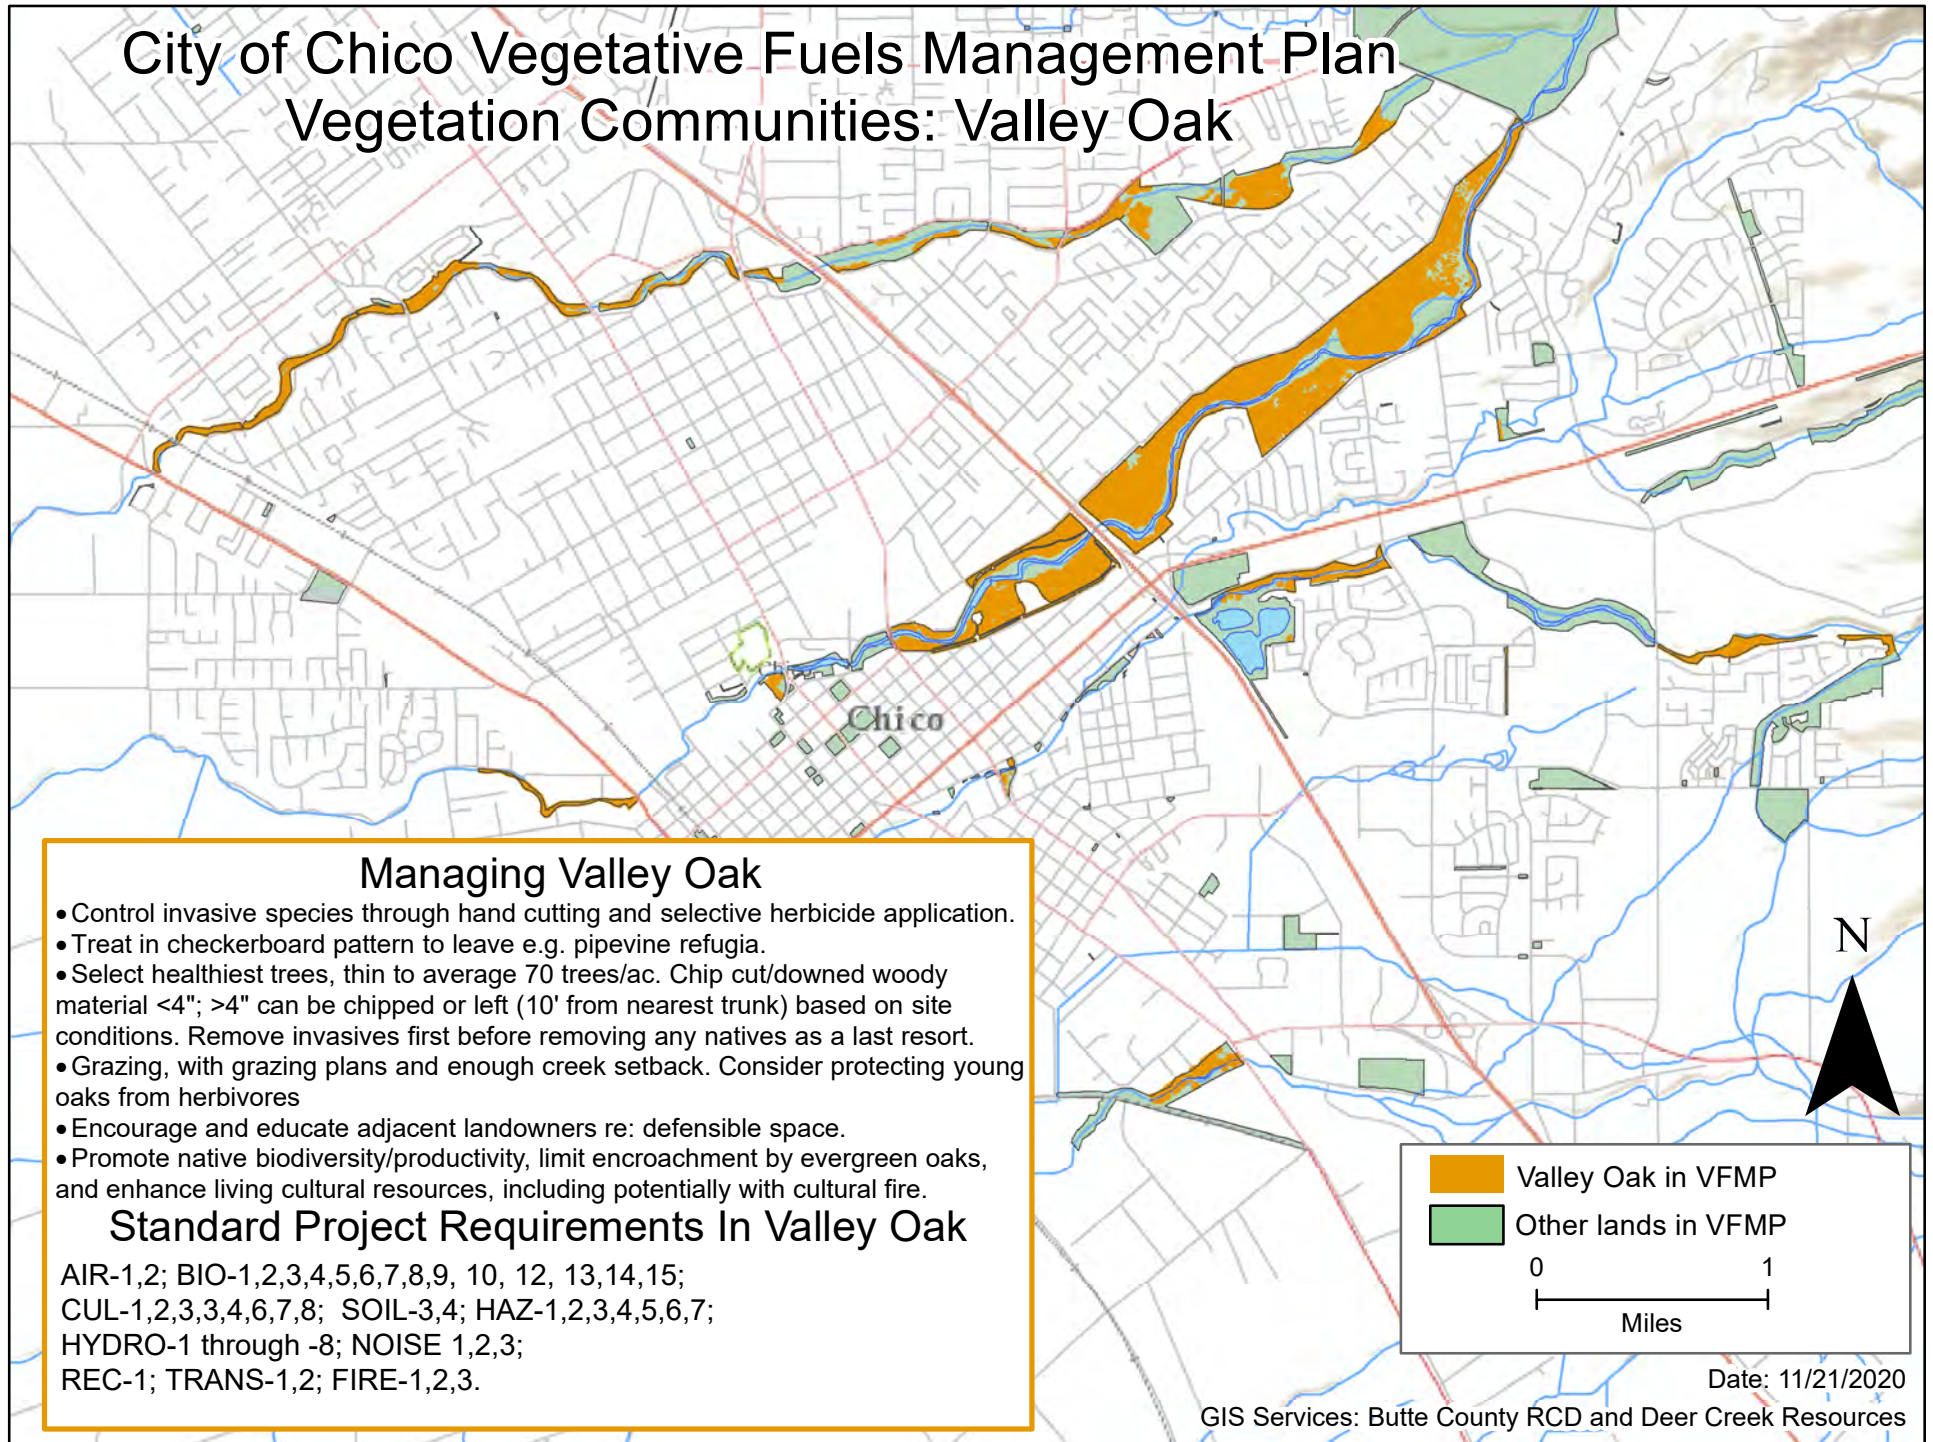 City of Chico Vegetative Fuels Management Plan
Vegetation Communities: Valley Oak
Chico
Managing Valley Oak
• Control invasive species through hand cutting and selective herbicide application.
• Treat in checkerboard pattern to leave e.g. pipevine refugia.
• Select healthiest trees, thin to average 70 trees/ac. Chip cut/downed woody
material <4"; >4" can be chipped or left (10' from nearest trunk) based on site
conditions. Remove invasives first before removing any natives as a last resort.
• Grazing, with grazing plans and enough creek setback. Consider protecting young
oaks from herbivores
• Encourage and educate adjacent landowners re: defensible space.
• Promote native biodiversity/productivity, limit encroachment by evergreen oaks,
and enhance living cultural resources, including potentially with cultural fire.
Standard Project Requirements In Valley Oak
AIR-1,2; BIO-1,2,3,4,5,6,7,8,9, 10, 12, 13,14,15;
CUL-1,2,3,3,4,6,7,8; SOIL-3,4; HAZ-1,2,3,4,5,6,7;
HYDRO-1 through -8; NOISE 1,2,3;
REC-1; TRANS-1,2; FIRE-1,2,3.
N
Valley Oak in VFMP
Other lands in VFMP
0 1
Miles
Date: 11/21/2020
GIS Services: Butte County RCD and Deer Creek Resources